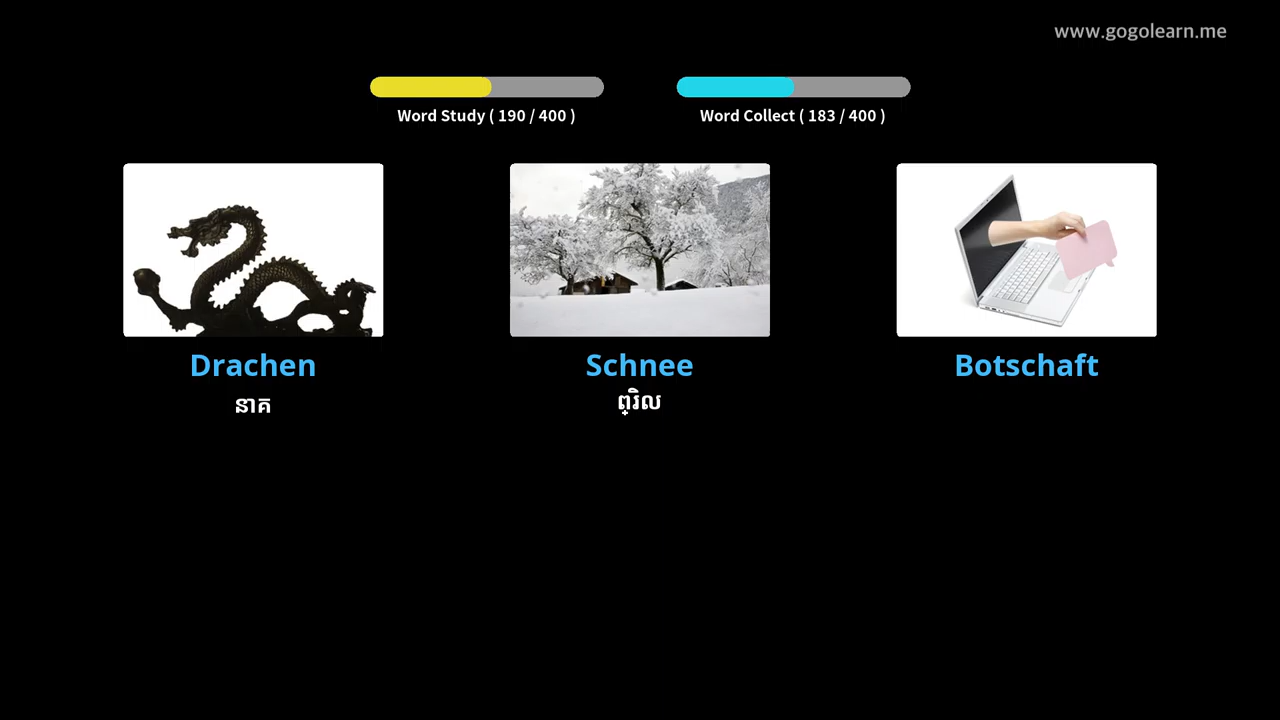 www.gogolearn.me
Word Study ( 190 / 400 )
Word Collect ( 183 / 400 )
Drachen
នាគ
Schnee
ព្រិល
Botschaft